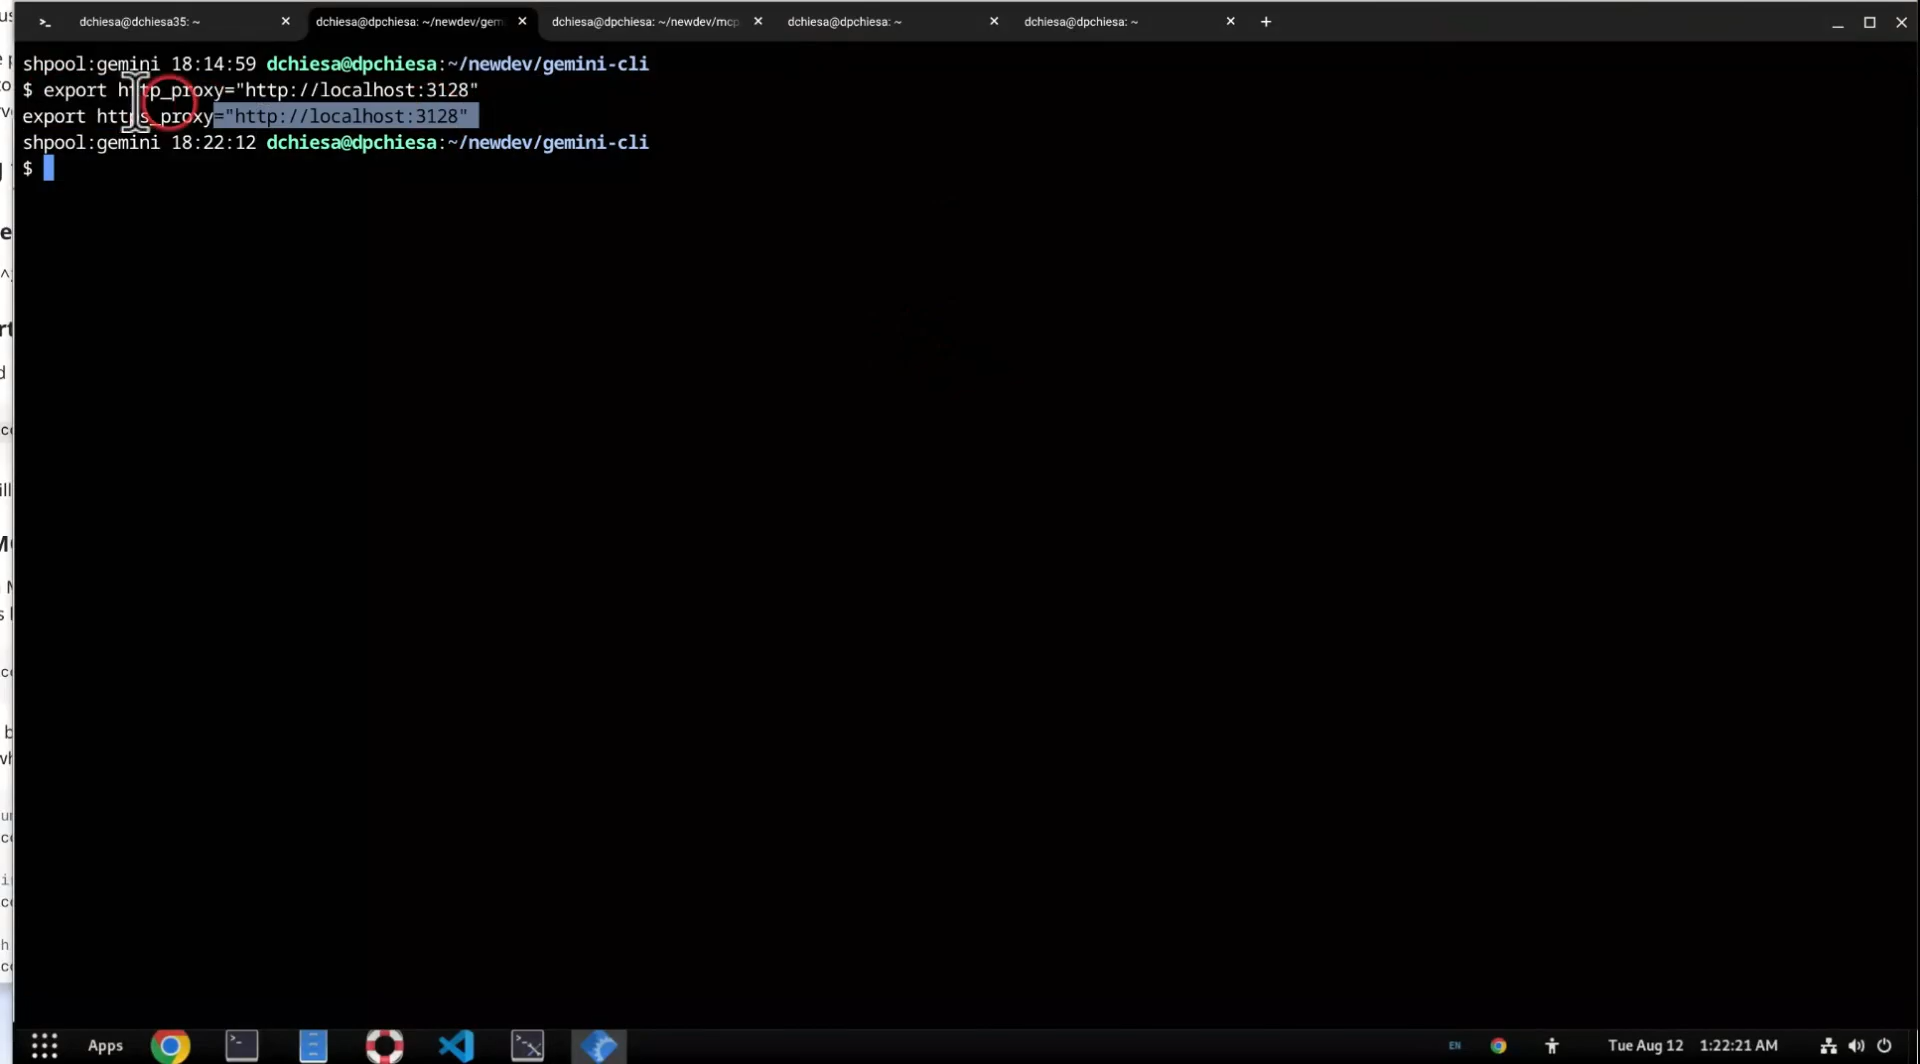 >_ dchiesa@dchiesa35: ~ × dchiesa@dpchiesa: ~/newdev/gem × dchiesa@dpchiesa: ~/newdev/mcp × dchiesa@dpchiesa: ~ × dchiesa@dpchiesa: ~ × +
shpool:gemini 18:14:59 dchiesa@dpchiesa:~/newdev/gemini-cli
$ export http_proxy="http://localhost:3128"
export https_proxy="http://localhost:3128"
shpool:gemini 18:22:12 dchiesa@dpchiesa:~/newdev/gemini-cli
$
Apps EN Tue Aug 12 1:22:21 AM